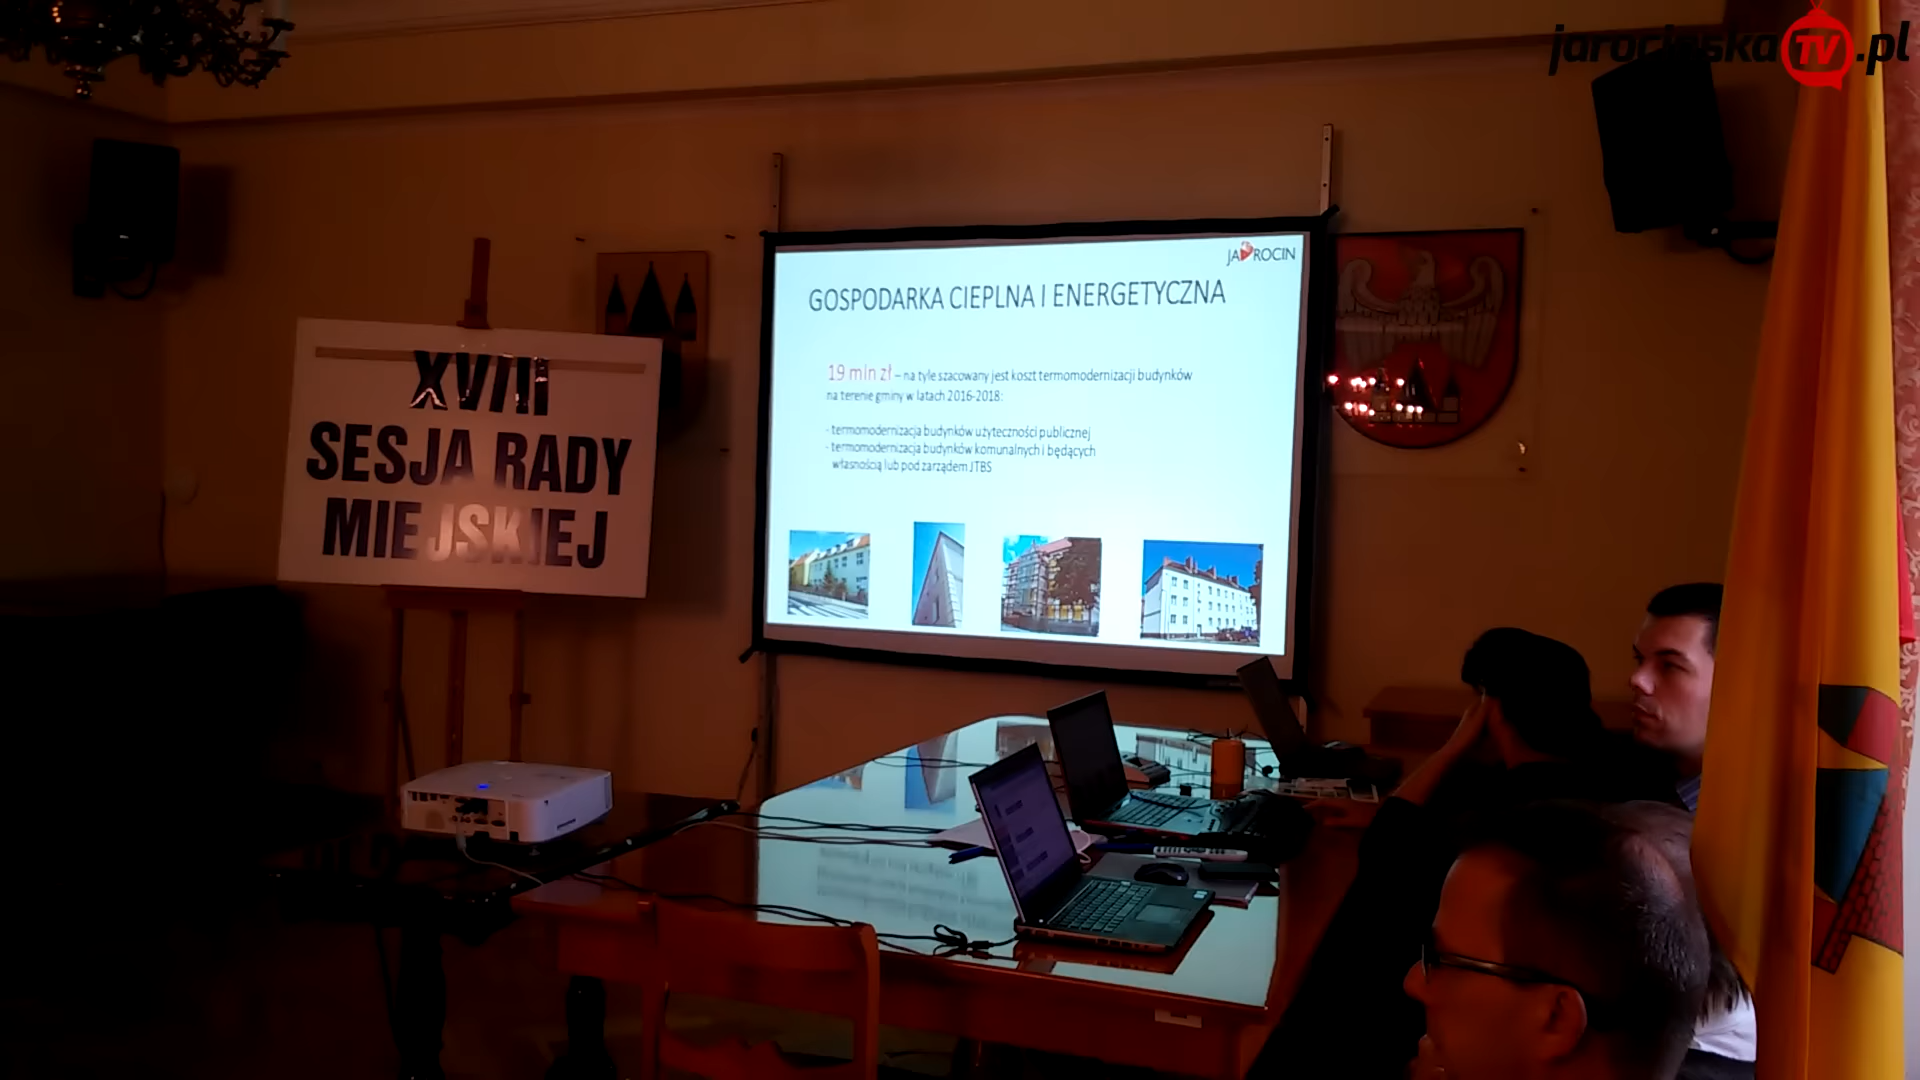 jarocinska TV.pl
XVIII
SESJA RADY
MIEJSKIEJ
JAROCIN
GOSPODARKA CIEPLNA I ENERGETYCZNA
19 mln zł – na tyle szacowany jest koszt termomodernizacji budynków
na terenie gminy w latach 2016-2018:
- termomodernizacja budynków użyteczności publicznej
- termomodernizacja budynków komunalnych i będących
własnością lub pod zarządem JTBS